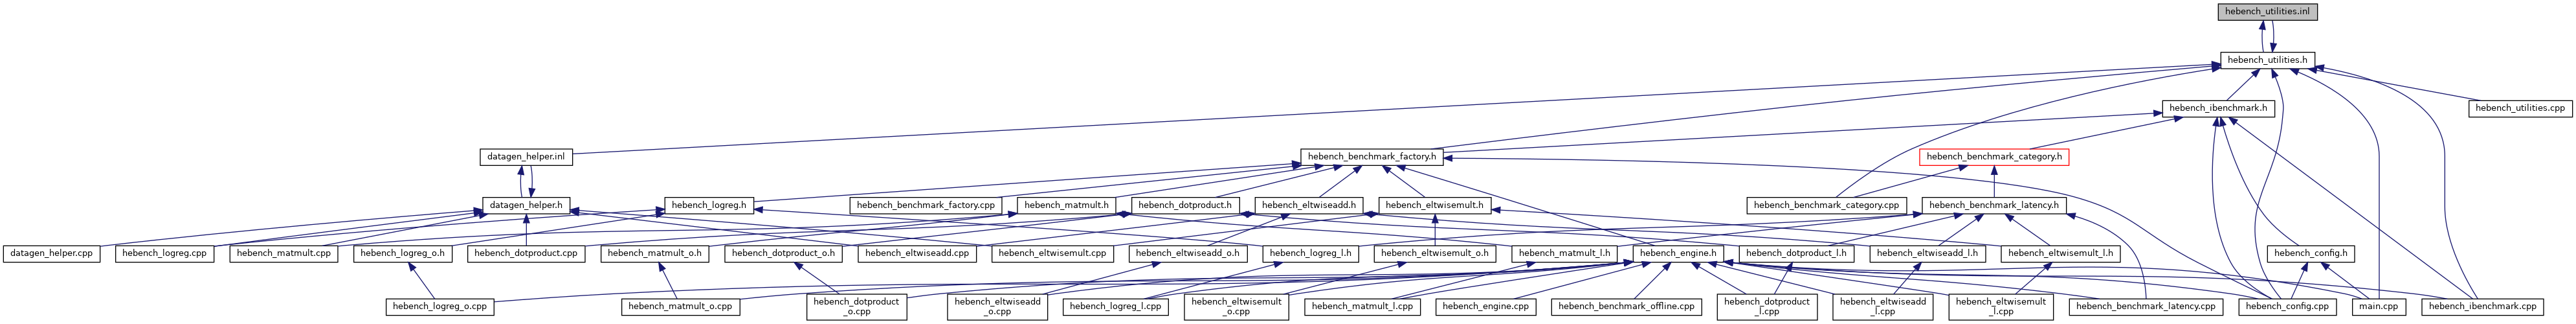 hebench_utilities.inl
hebench_utilities.h
hebench_ibenchmark.h
hebench_utilities.cpp
datagen_helper.inl
hebench_benchmark_factory.h
hebench_benchmark_category.h
datagen_helper.h
hebench_logreg.h
hebench_benchmark_factory.cpp
hebench_matmult.h
hebench_dotproduct.h
hebench_eltwiseadd.h
hebench_eltwisemult.h
hebench_benchmark_category.cpp
hebench_benchmark_latency.h
datagen_helper.cpp
hebench_logreg.cpp
hebench_matmult.cpp
hebench_logreg_o.h
hebench_dotproduct.cpp
hebench_matmult_o.h
hebench_dotproduct_o.h
hebench_eltwiseadd.cpp
hebench_eltwisemult.cpp
hebench_eltwiseadd_o.h
hebench_logreg_l.h
hebench_eltwisemult_o.h
hebench_matmult_l.h
hebench_engine.h
hebench_dotproduct_l.h
hebench_eltwiseadd_l.h
hebench_eltwisemult_l.h
hebench_config.h
hebench_logreg_o.cpp
hebench_matmult_o.cpp
hebench_dotproduct
_o.cpp
hebench_eltwiseadd
_o.cpp
hebench_logreg_l.cpp
hebench_eltwisemult
_o.cpp
hebench_matmult_l.cpp
hebench_engine.cpp
hebench_benchmark_offline.cpp
hebench_dotproduct
_l.cpp
hebench_eltwiseadd
_l.cpp
hebench_eltwisemult
_l.cpp
hebench_benchmark_latency.cpp
hebench_config.cpp
main.cpp
hebench_ibenchmark.cpp